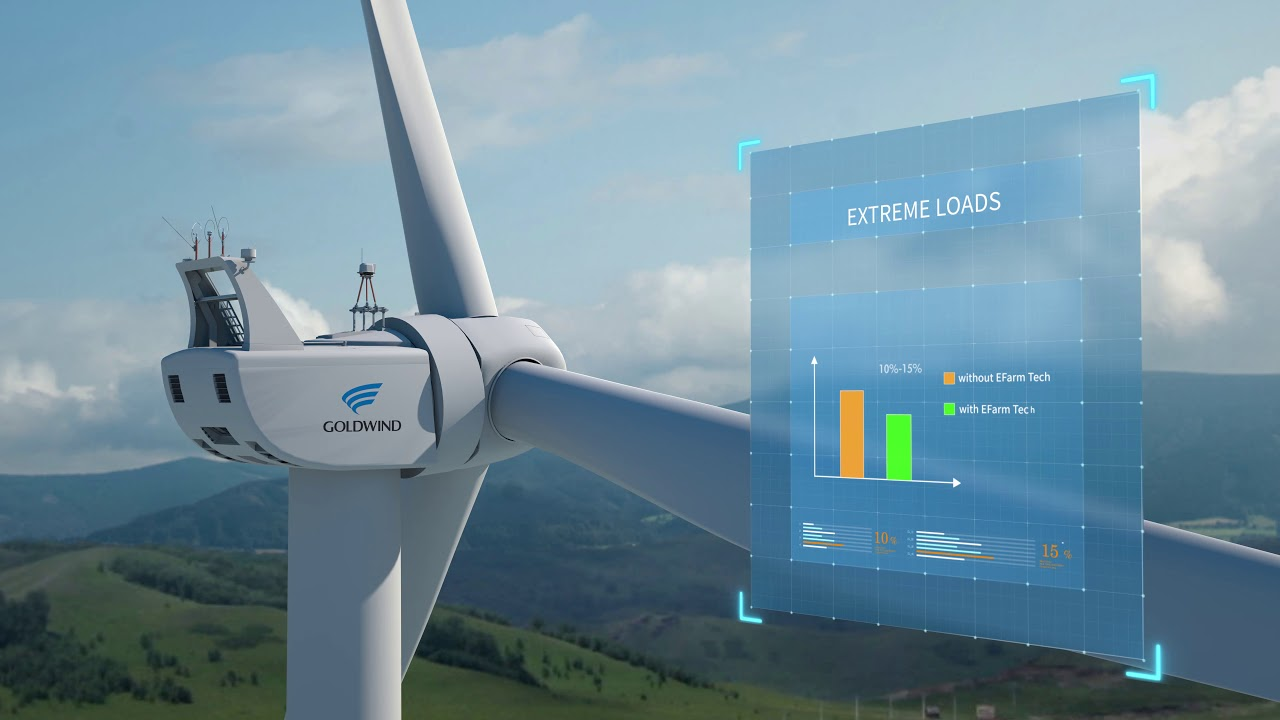 GOLDWIND
EXTREME LOADS
10%-15%
without EFarm Tech
with EFarm Tech
10%
15%